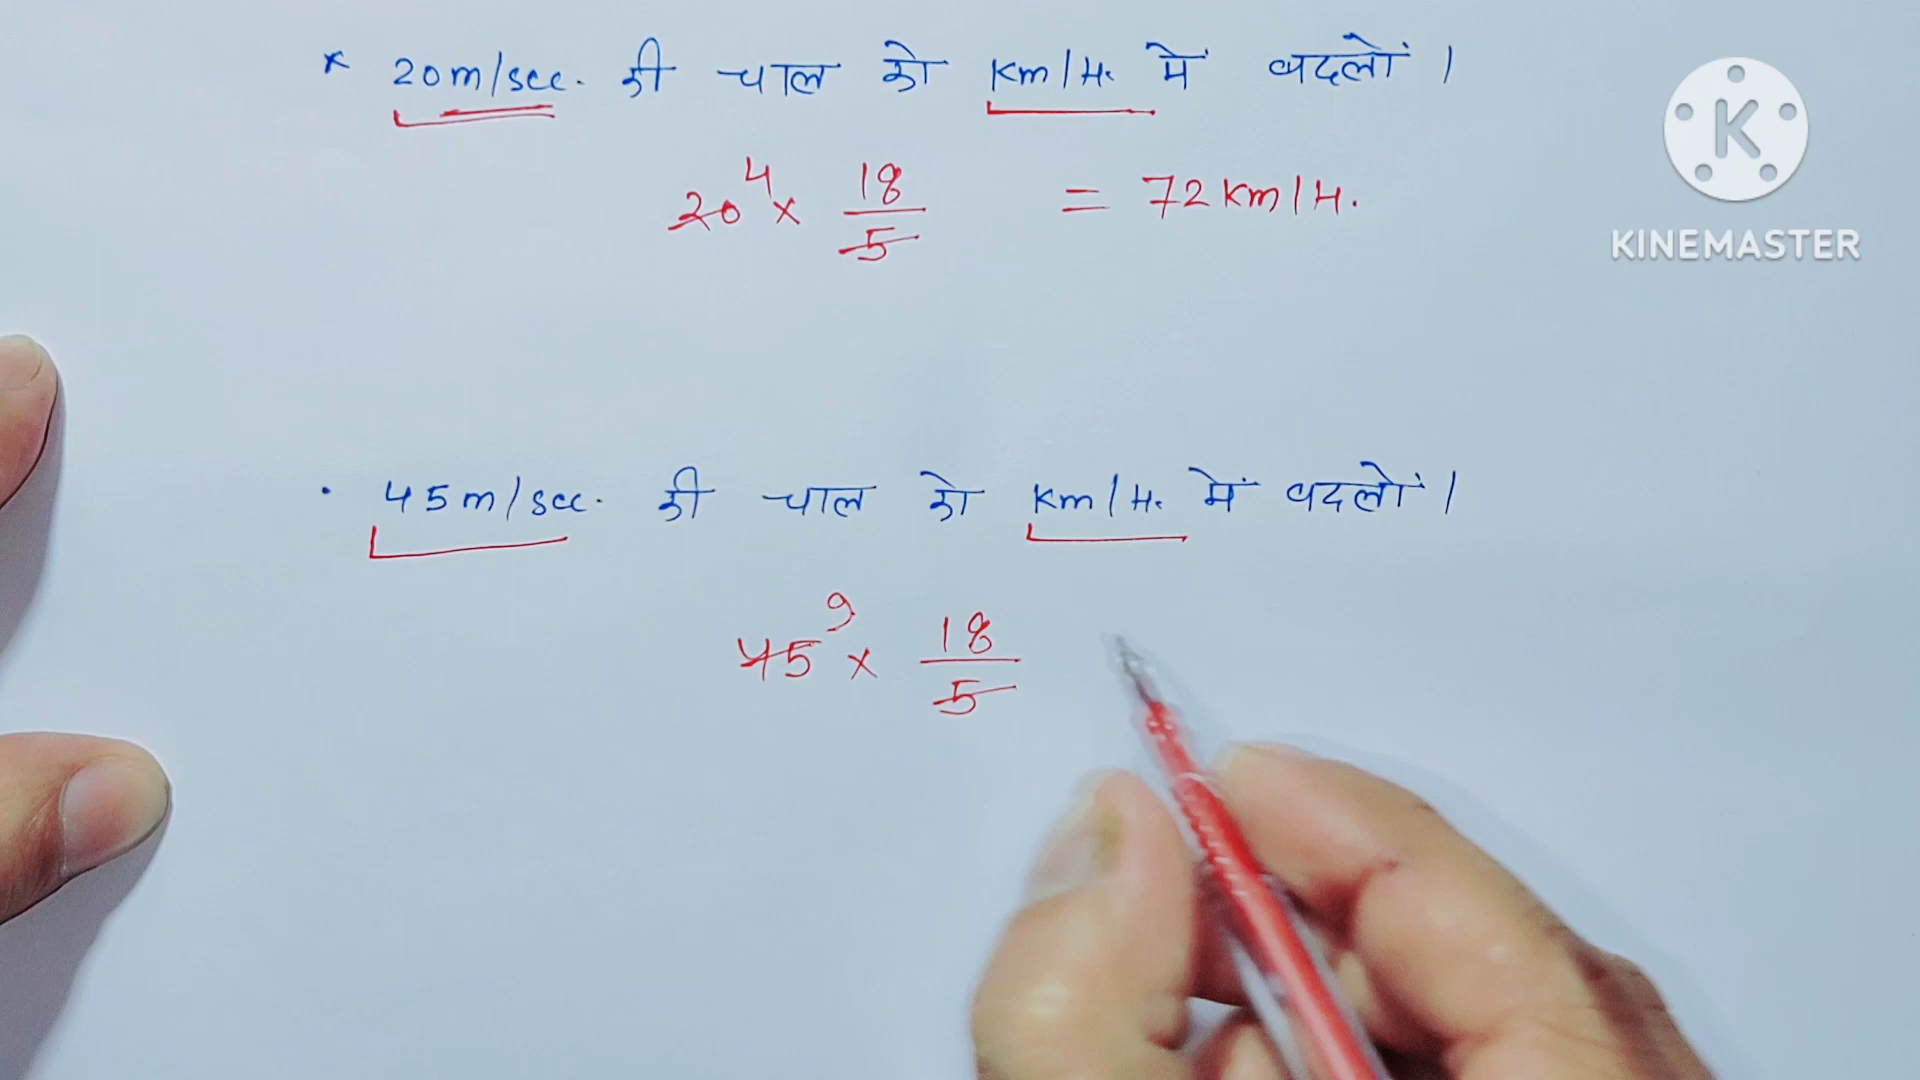 * 20m/sec. की चाल को Km/H. में बदलों ।
20 4 × 18/5 = 72 Km/H.
K
KINEMASTER
· 45m/sec. की चाल को Km/H. में बदलों ।
45 9 × 18/5